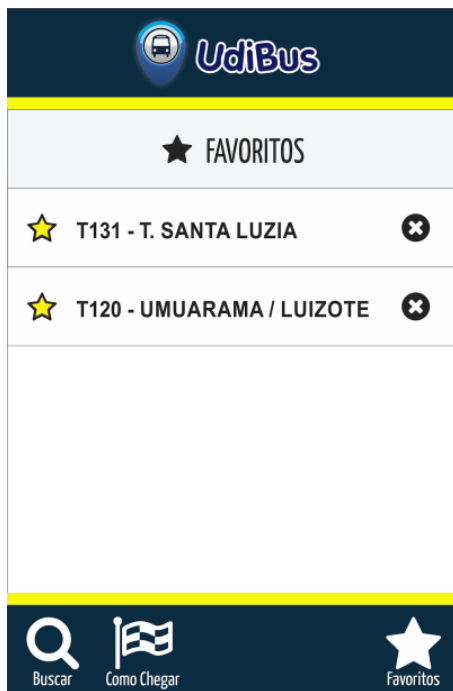 UdiBus
FAVORITOS
T131 - T. SANTA LUZIA
T120 - UMUARAMA / LUIZOTE
Buscar
Como Chegar
Favoritos